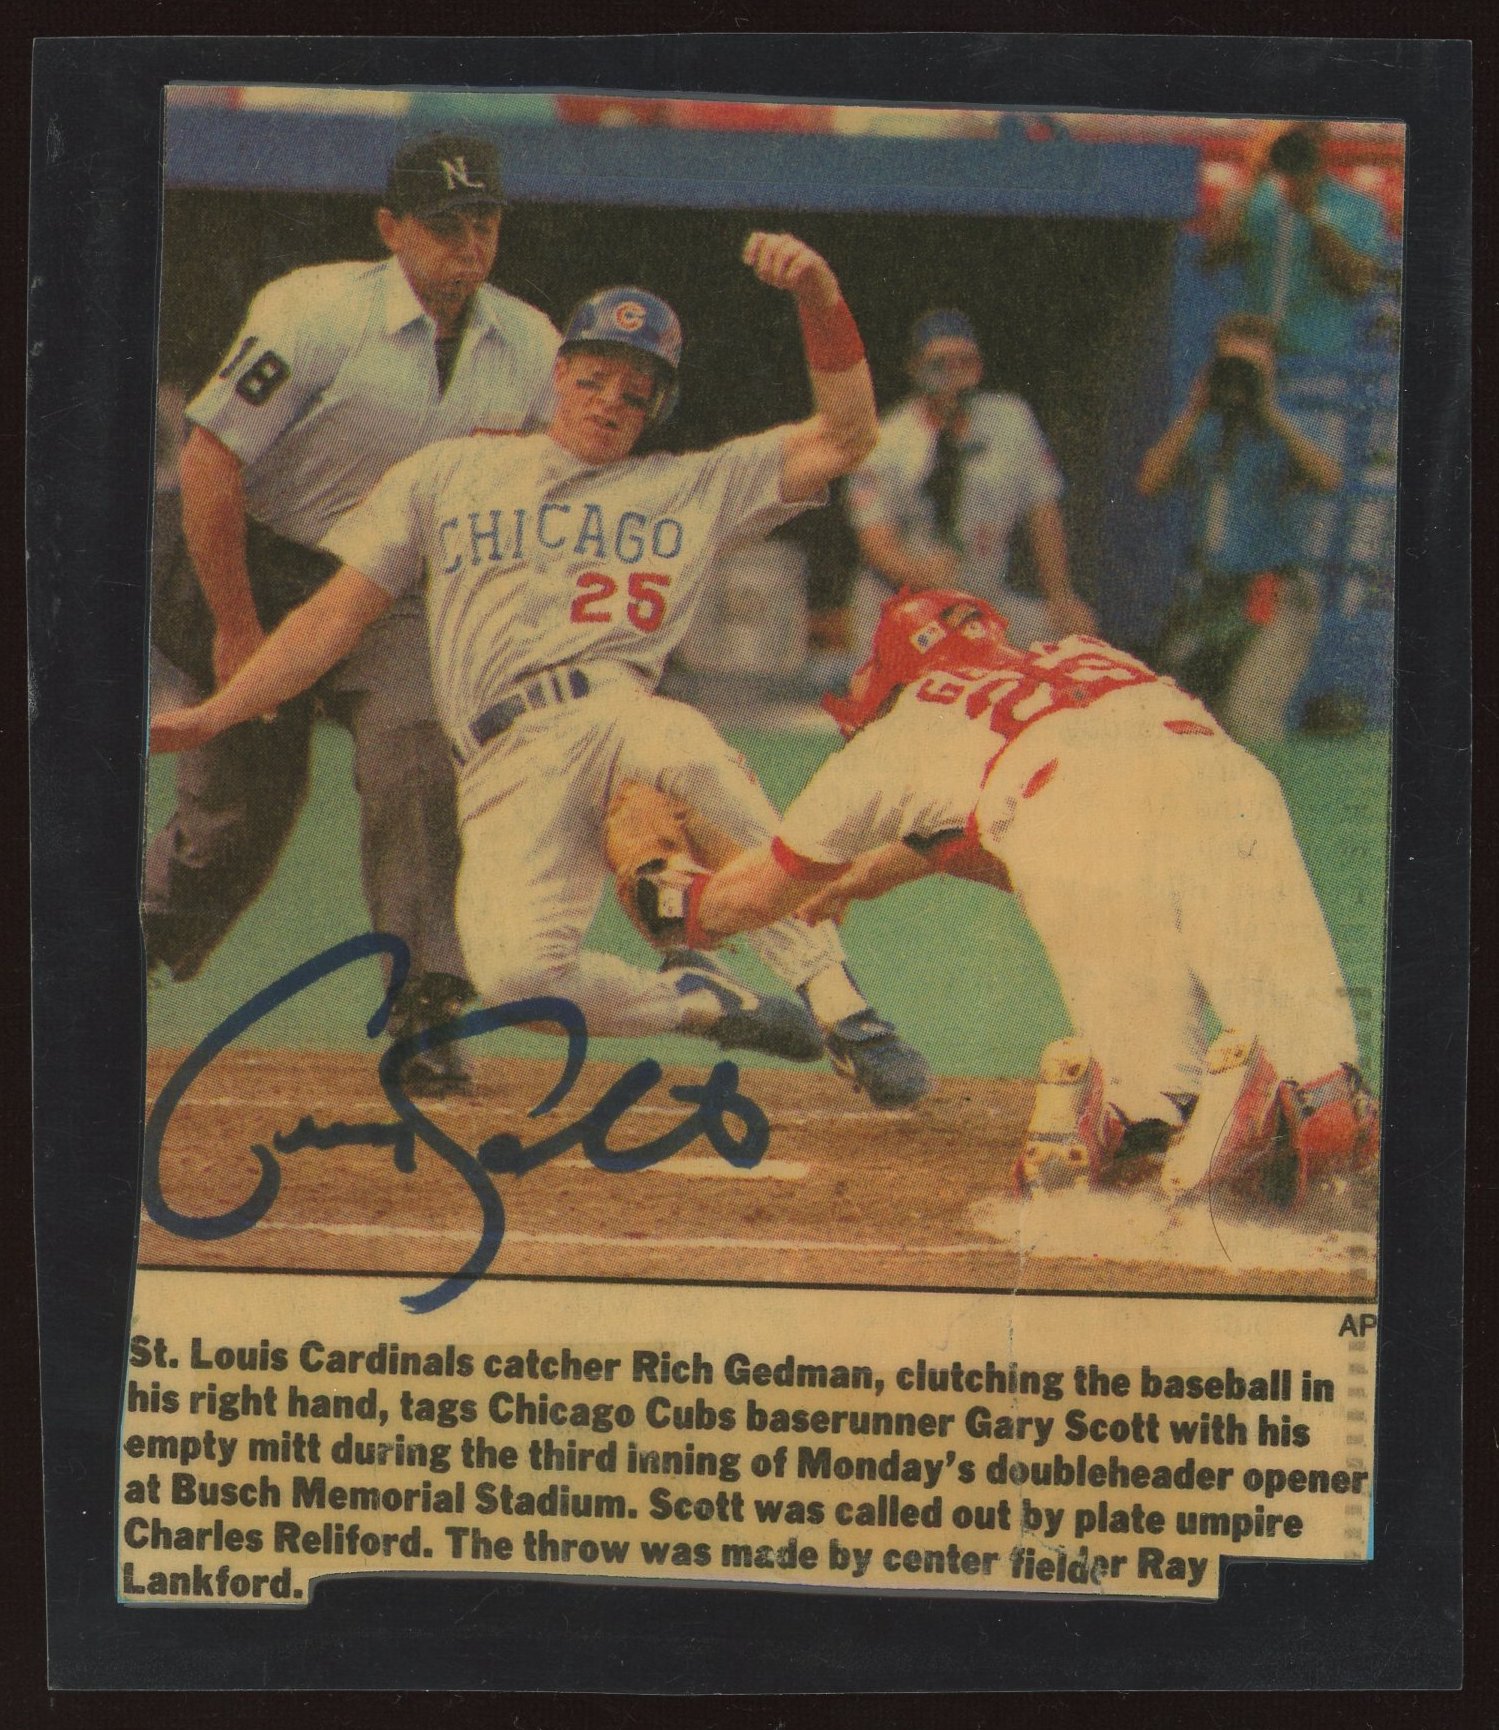 NL
18
C
CHICAGO
25
Gary Scott
AP
St. Louis Cardinals catcher Rich Gedman, clutching the baseball in
his right hand, tags Chicago Cubs baserunner Gary Scott with his
empty mitt during the third inning of Monday's doubleheader opener
at Busch Memorial Stadium. Scott was called out by plate umpire
Charles Reliford. The throw was made by center fielder Ray
Lankford.